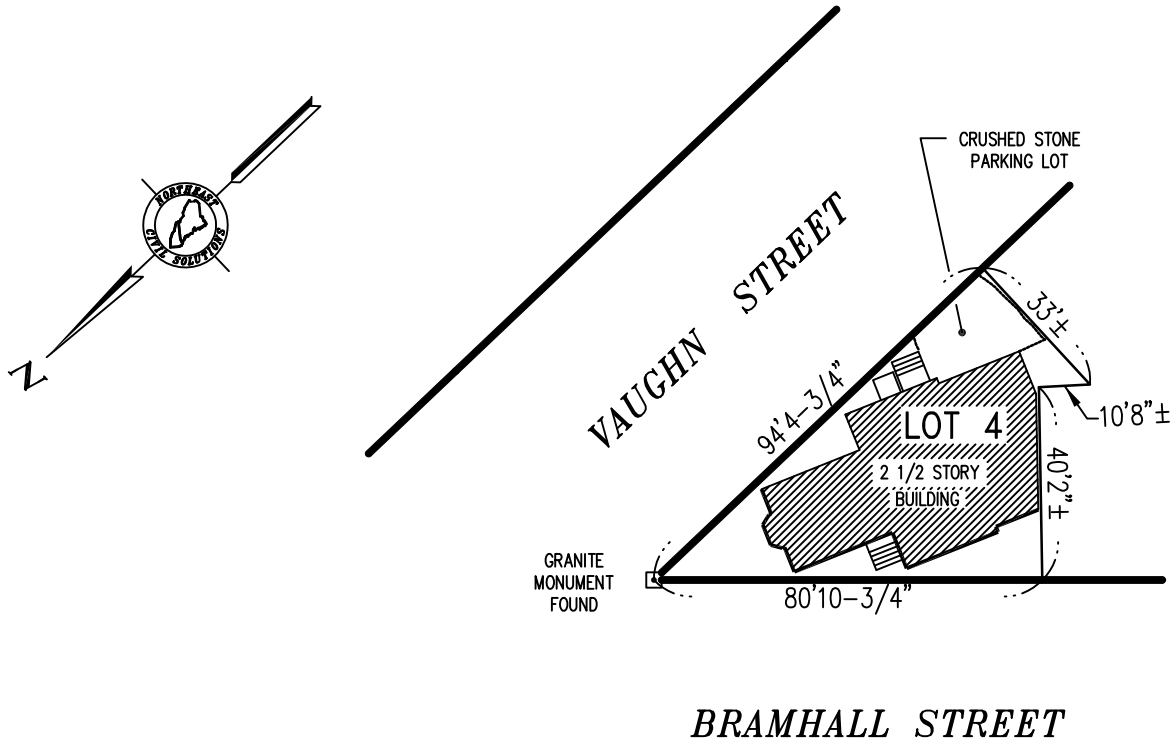 CRUSHED STONE
PARKING LOT
NORTHEAST
CIVIL SOLUTIONS
VAUGHN STREET
33'±
94'4-3/4"
10'8"±
LOT 4
40'2"±
2 1/2 STORY
BUILDING
N
GRANITE
MONUMENT
FOUND
80'10-3/4"
BRAMHALL STREET